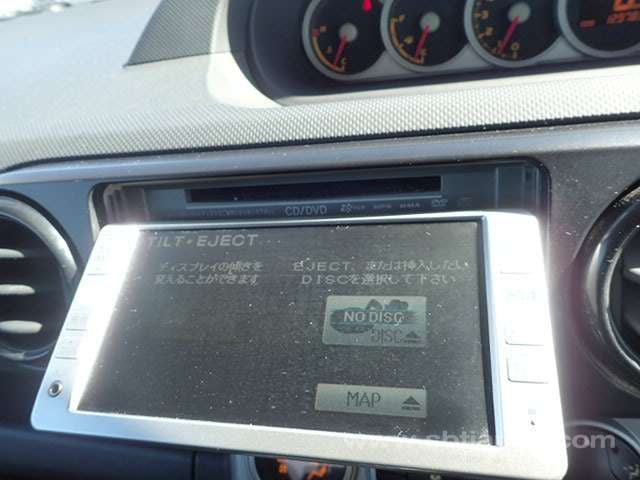 CD/DVD
TILT・EJECT
ディスプレイの傾きを
変えることができます
EJECT、または挿入したい
DISCを選択して下さい
NO DISC
DISC
MAP